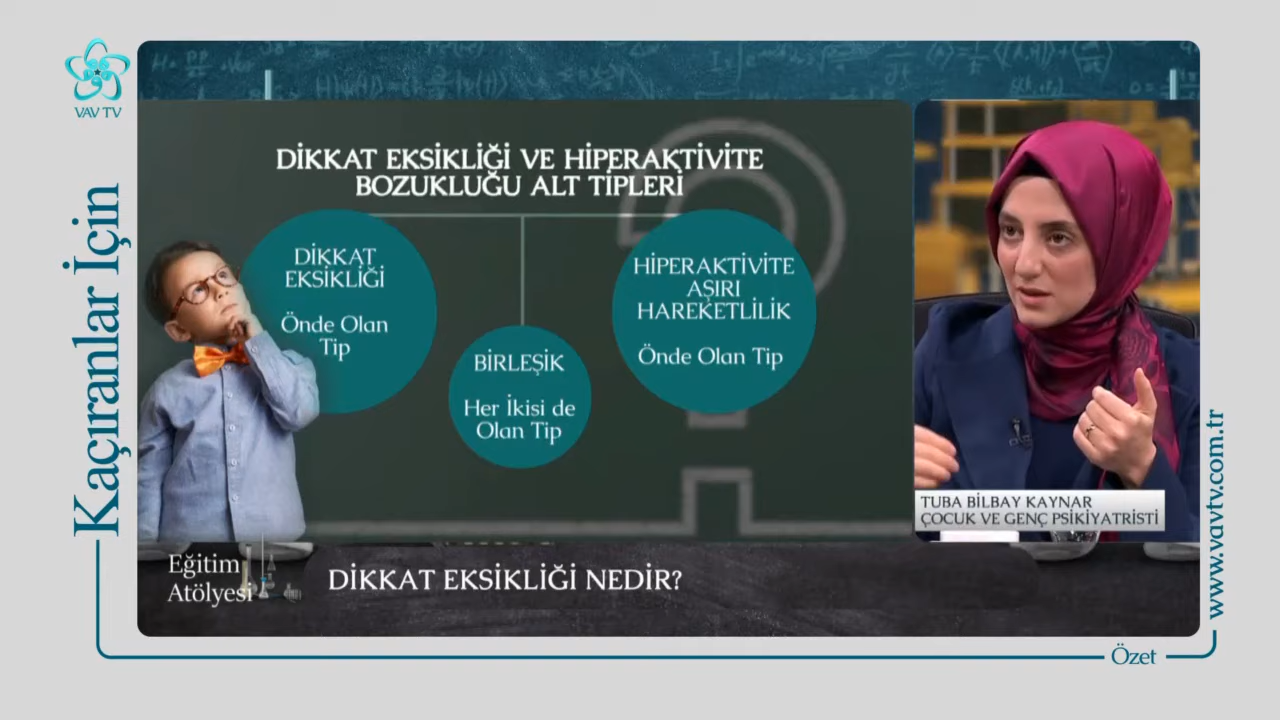 VAV TV
Kaçıranlar İçin
DİKKAT EKSİKLİĞİ VE HİPERAKTİVİTE
BOZUKLUĞU ALT TİPLERİ
DİKKAT
EKSİKLİĞİ
Önde Olan
Tip
BİRLEŞİK
Her İkisi de
Olan Tip
HİPERAKTİVİTE
AŞIRI
HAREKETLİLİK
Önde Olan Tip
TUBA BİLBAY KAYNAR
ÇOCUK VE GENÇ PSİKİYATRİSTİ
Eğitim
Atölyesi
DİKKAT EKSİKLİĞİ NEDİR?
www.vavtv.com.tr
Özet